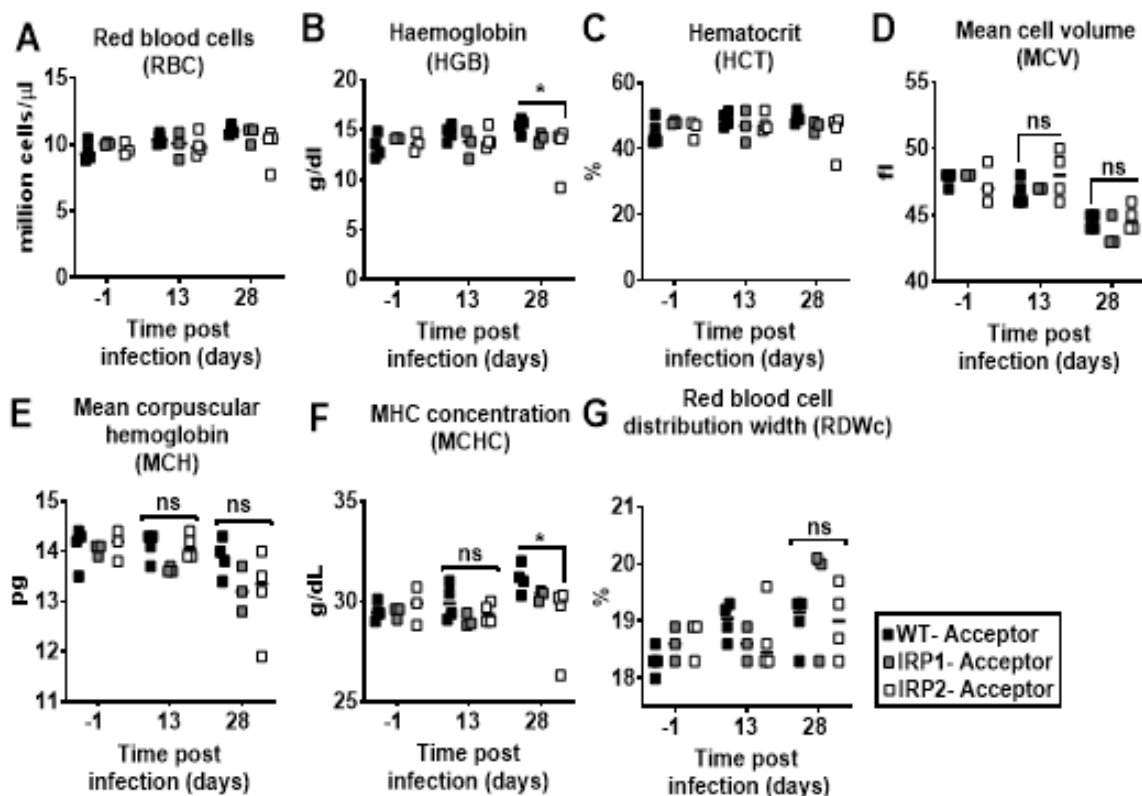 A
Red blood cells
(RBC)
million cells/µl
15
10
5
0
-1 13 28
Time post
infection (days)
B
Haemoglobin
(HGB)
g/dl
20
15
10
5
0
*
-1 13 28
Time post
infection (days)
C
Hematocrit
(HCT)
%
60
40
20
0
-1 13 28
Time post
infection (days)
D
Mean cell volume
(MCV)
fl
55
50
45
40
ns
ns
-1 13 28
Time post
infection (days)
E
Mean corpuscular
hemoglobin
(MCH)
pg
15
14
13
12
11
ns
ns
-1 13 28
Time post
infection (days)
F
MHC concentration
(MCHC)
g/dL
35
30
25
ns
*
-1 13 28
Time post
infection (days)
G
Red blood cell
distribution width (RDWc)
%
21
20
19
18
ns
-1 13 28
Time post
infection (days)
WT- Acceptor
IRP1- Acceptor
IRP2- Acceptor